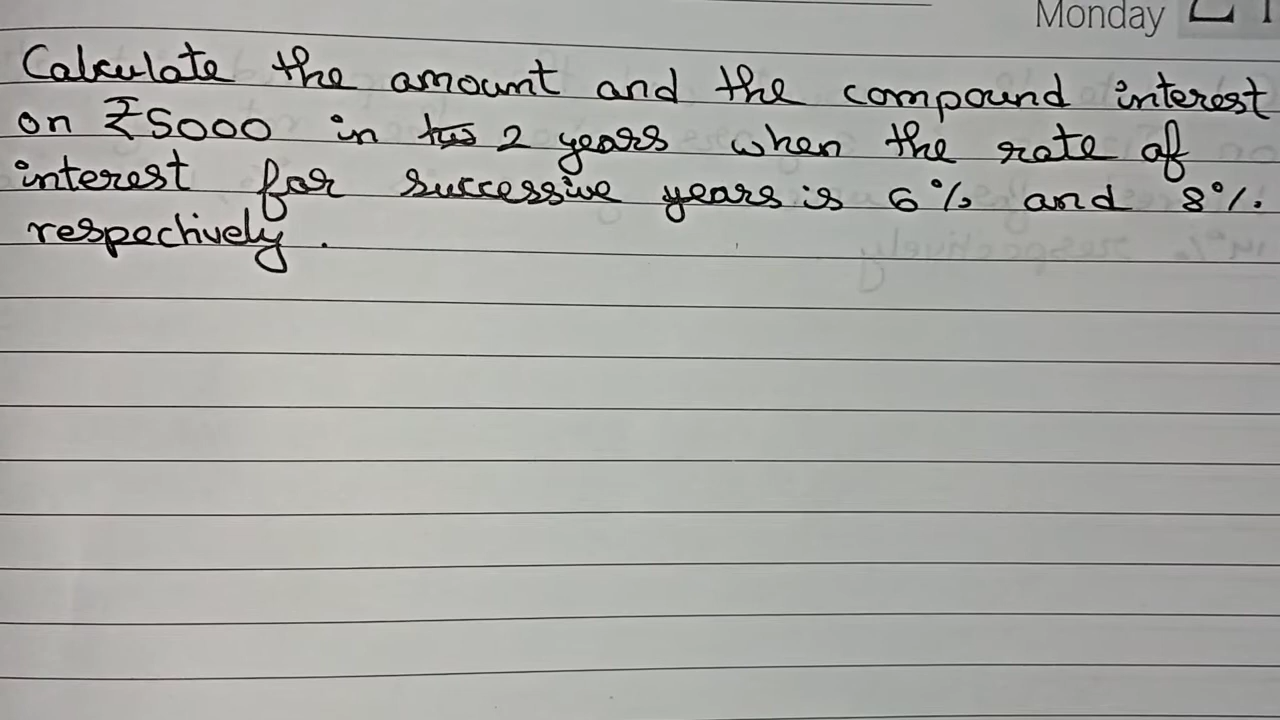 Monday
Calculate the amount and the compound interest
on ₹5000 in 2 years when the rate of
interest for successive years is 6% and 8%
respectively.